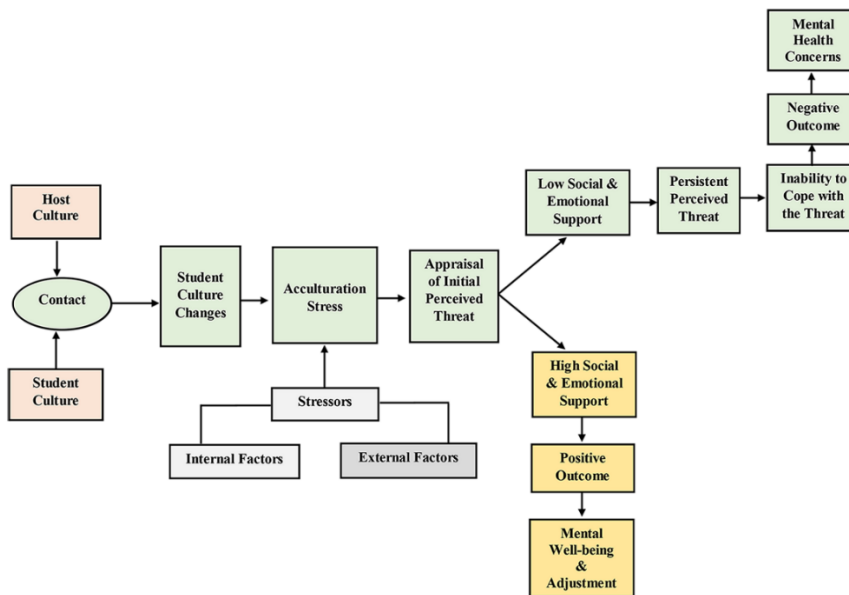 Host
Culture
Contact
Student
Culture
Student
Culture
Changes
Acculturation
Stress
Stressors
Internal Factors
External Factors
Appraisal
of Initial
Perceived
Threat
Low Social &
Emotional
Support
Persistent
Perceived
Threat
Inability to
Cope with
the Threat
Negative
Outcome
Mental
Health
Concerns
High Social
& Emotional
Support
Positive
Outcome
Mental
Well-being
&
Adjustment